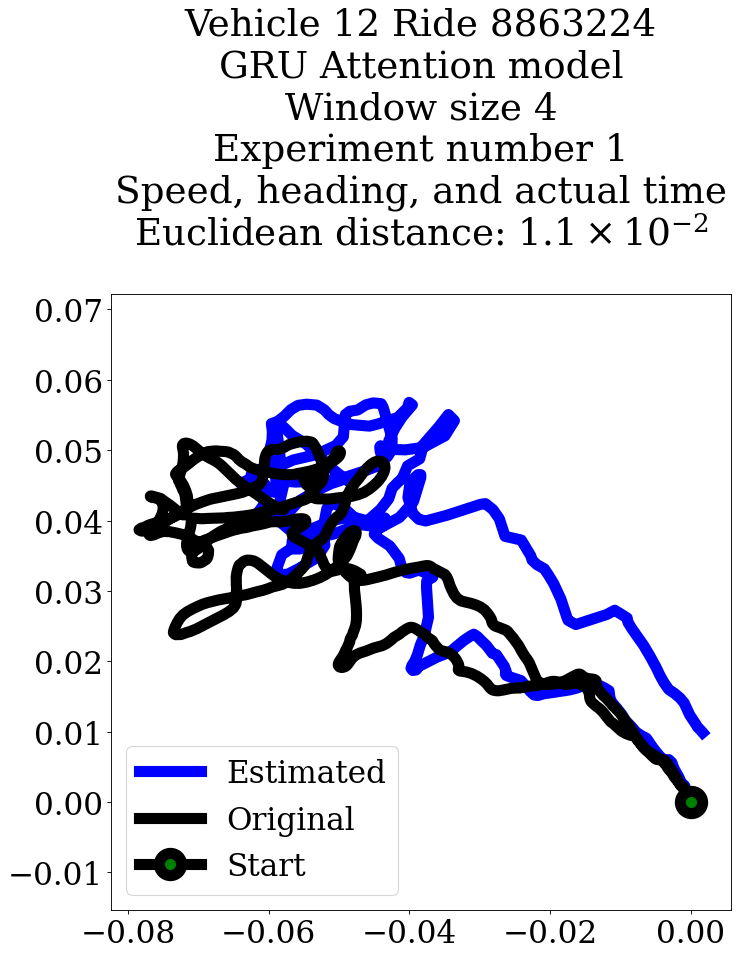 Vehicle 12 Ride 8863224
GRU Attention model
Window size 4
Experiment number 1
Speed, heading, and actual time
Euclidean distance: 1.1 × 10⁻²
0.07
0.06
0.05
0.04
0.03
0.02
0.01
0.00
−0.01
Estimated
Original
Start
−0.08 −0.06 −0.04 −0.02 0.00